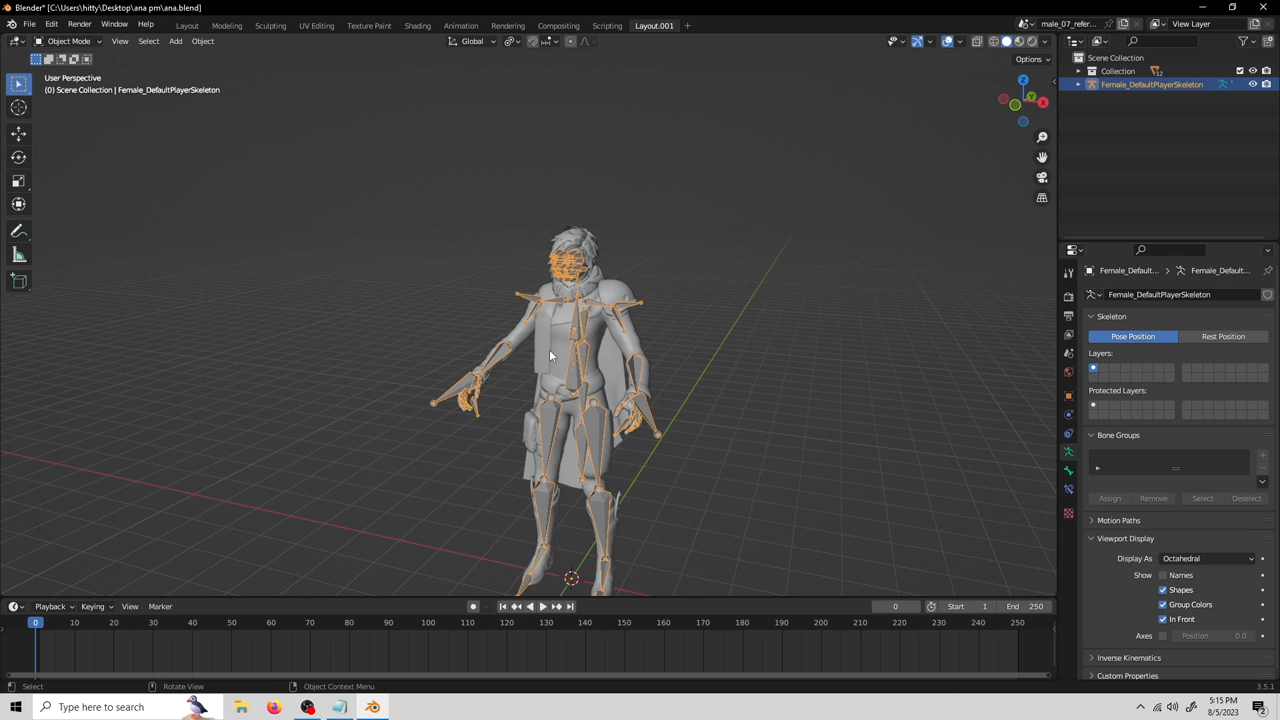 Blender* [C:\Users\hitty\Desktop\ana pm\ana.blend]
File Edit Render Window Help Layout Modeling Sculpting UV Editing Texture Paint Shading Animation Rendering Compositing Scripting Layout.001 + male_07_refer... View Layer
Object Mode View Select Add Object Global
Options
User Perspective
(0) Scene Collection | Female_DefaultPlayerSkeleton
Z
Y
X
Scene Collection
Collection 12
Female_DefaultPlayerSkeleton
Female_Default... Female_Default...
Female_DefaultPlayerSkeleton
Skeleton
Pose Position Rest Position
Layers:
Protected Layers:
Bone Groups
Assign Remove Select Deselect
Motion Paths
Viewport Display
Display As Octahedral
Show Names
Shapes
Group Colors
In Front
Axes Position 0.0
Inverse Kinematics
Custom Properties
Playback Keying View Marker 0 Start 1 End 250
0 10 20 30 40 50 60 70 80 90 100 110 120 130 140 150 160 170 180 190 200 210 220 230 240 250
Select Rotate View Object Context Menu 3.5.1
Type here to search
5:15 PM
8/5/2023
2